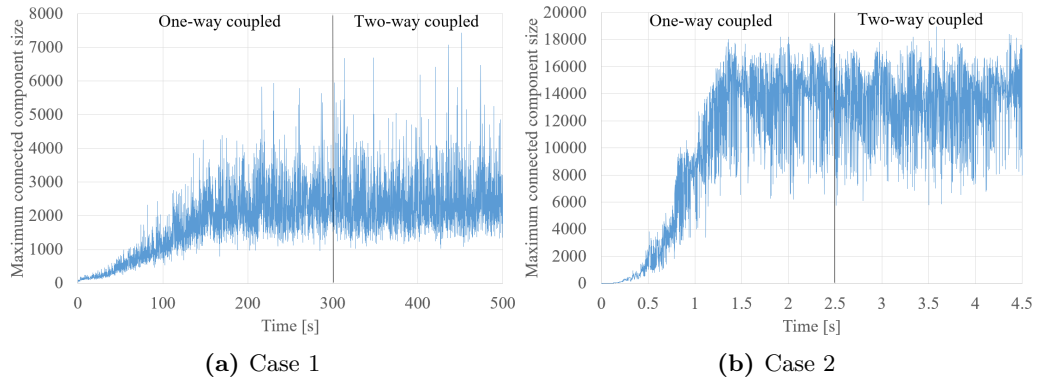 One-way coupled Two-way coupled
Maximum connected component size
8000
7000
6000
5000
4000
3000
2000
1000
0
0 100 200 300 400 500
Time [s]
(a) Case 1
One-way coupled Two-way coupled
Maximum connected component size
20000
18000
16000
14000
12000
10000
8000
6000
4000
2000
0
0 0.5 1 1.5 2 2.5 3 3.5 4 4.5
Time [s]
(b) Case 2